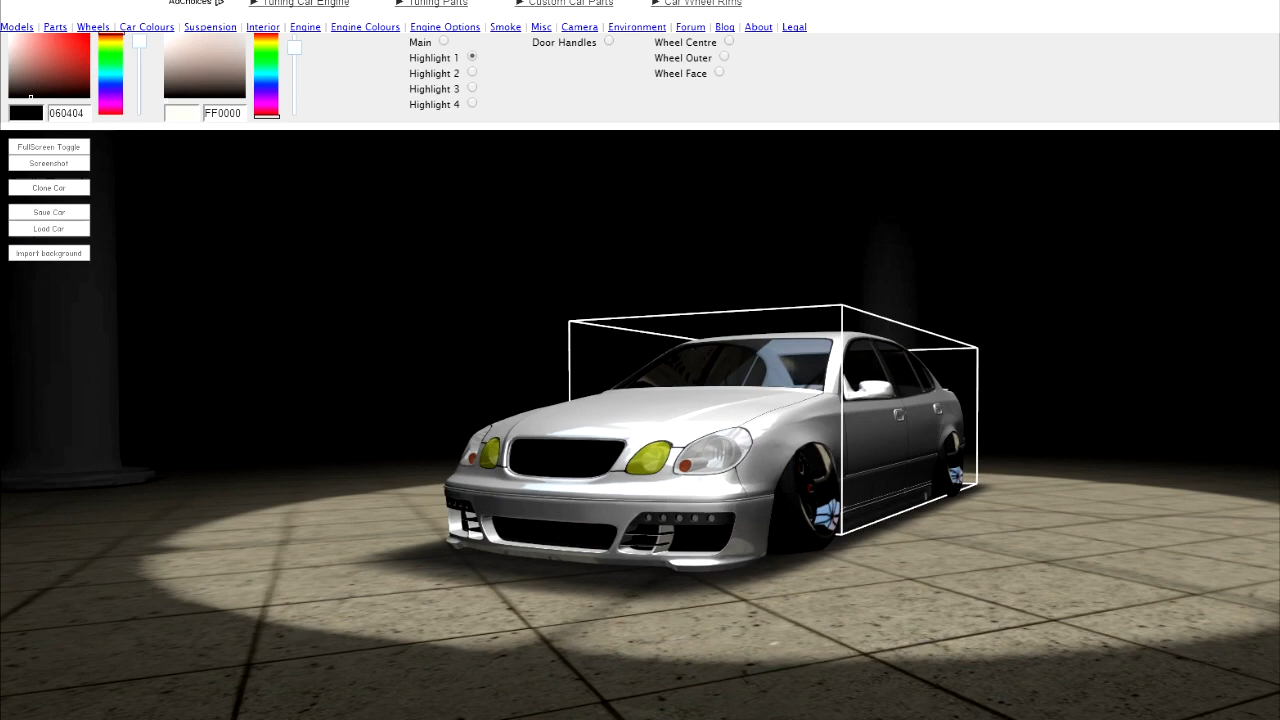 AdChoices ▶ Tuning Car Engine ▶ Tuning Parts ▶ Custom Car Parts ▶ Car Wheel Rims
Models | Parts | Wheels | Car Colours | Suspension | Interior | Engine | Engine Colours | Engine Options | Smoke | Misc | Camera | Environment | Forum | Blog | About | Legal
Main Door Handles Wheel Centre
Highlight 1 Wheel Outer
Highlight 2 Wheel Face
Highlight 3
Highlight 4
060404 FF0000
FullScreen Toggle
Screenshot
Clone Car
Save Car
Load Car
Import background